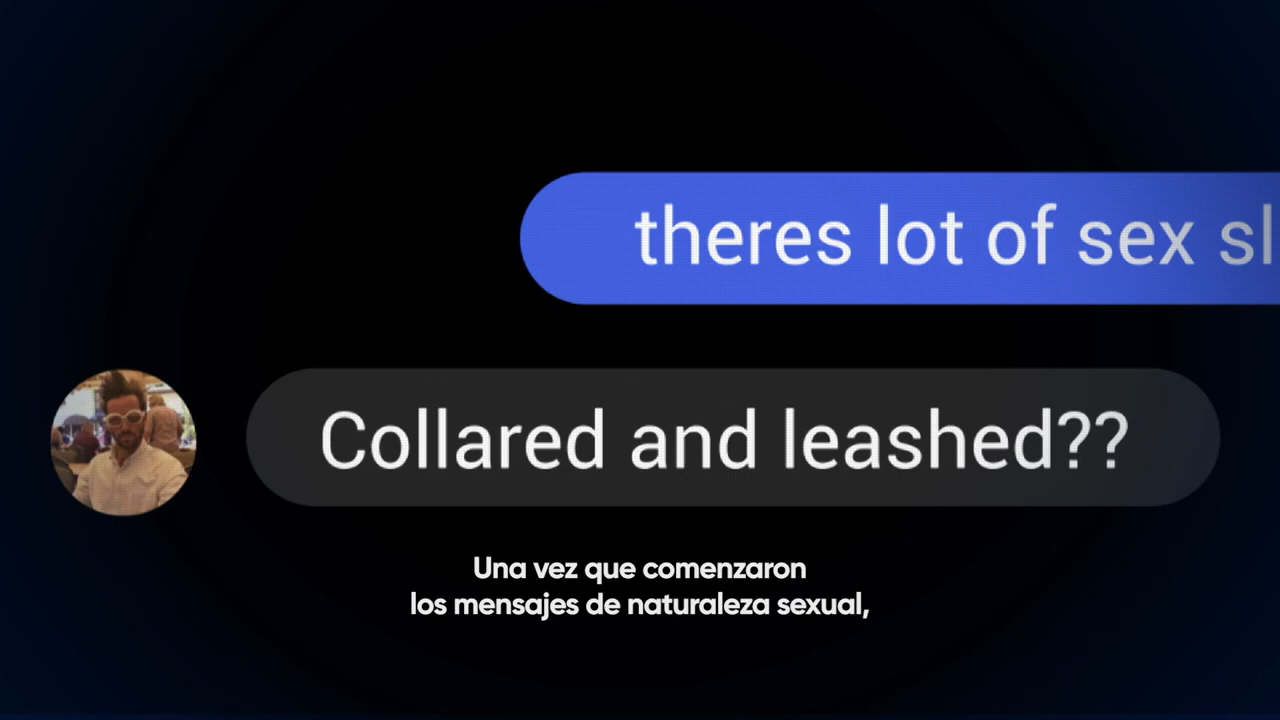 theres lot of sex
Collared and leashed??
Una vez que comenzaron
los mensajes de naturaleza sexual,